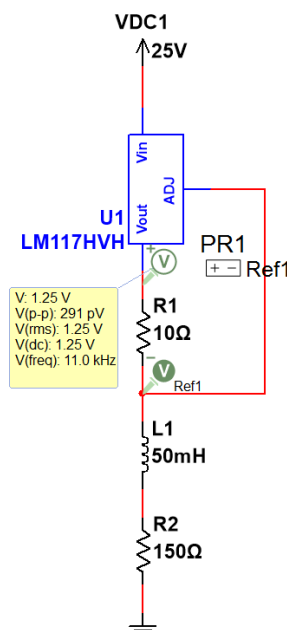 VDC1
25V
Vin
ADJ
Vout
U1
LM117HVH
PR1
+ -
Ref1
+
V
V: 1.25 V
V(p-p): 291 pV
V(rms): 1.25 V
V(dc): 1.25 V
V(freq): 11.0 kHz
R1
10Ω
-
V
Ref1
L1
50mH
R2
150Ω